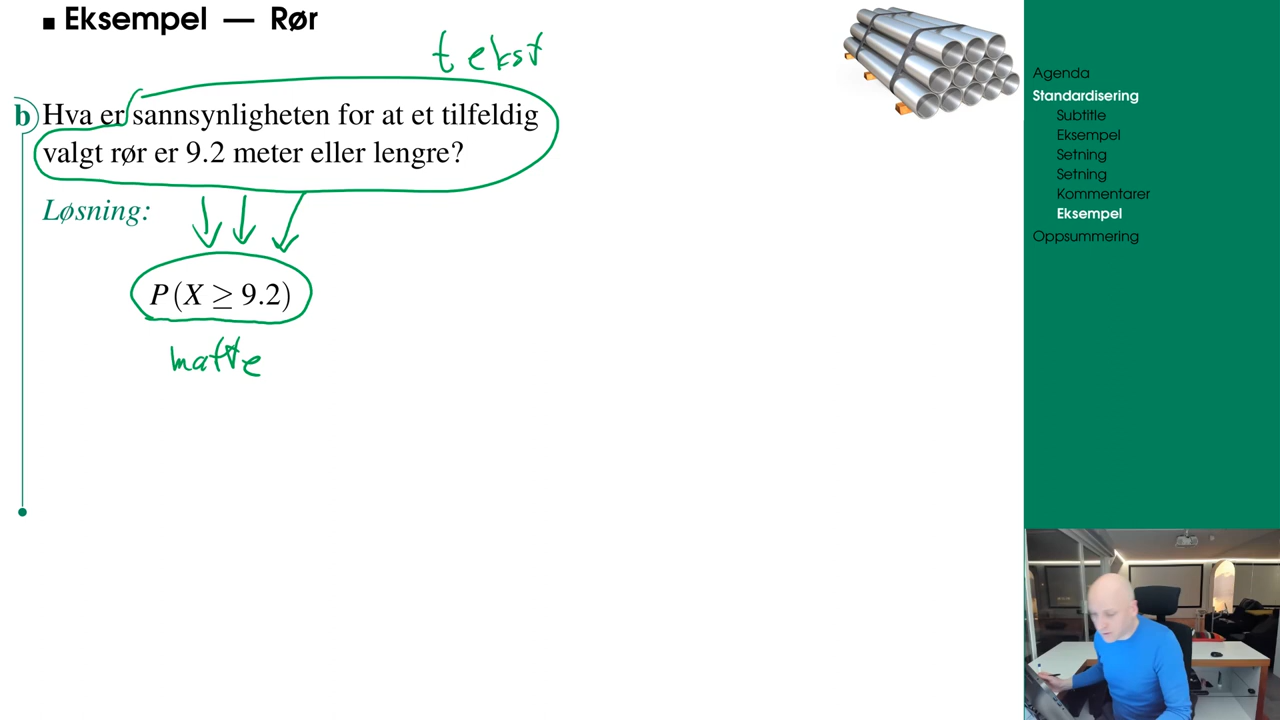 Eksempel — Rør
tekst
b Hva er sannsynligheten for at et tilfeldig
valgt rør er 9.2 meter eller lengre?
Løsning:
P(X ≥ 9.2)
matte
Agenda
Standardisering
Subtitle
Eksempel
Setning
Setning
Kommentarer
Eksempel
Oppsummering